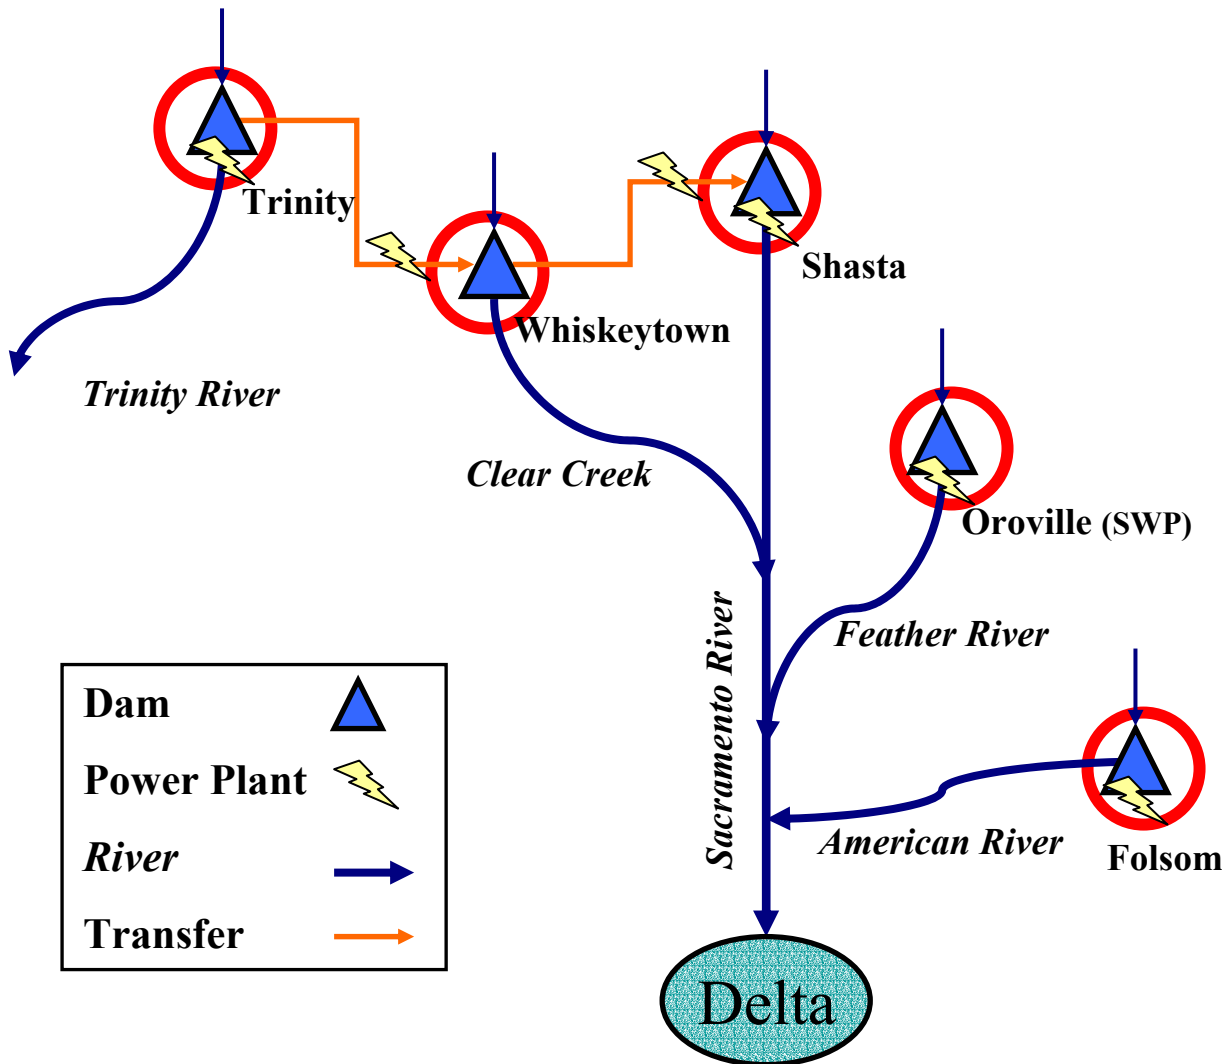 Trinity
Shasta
Whiskeytown
Trinity River
Clear Creek
Oroville (SWP)
Feather River
Sacramento River
American River
Folsom
Dam
Power Plant
River
Transfer
Delta